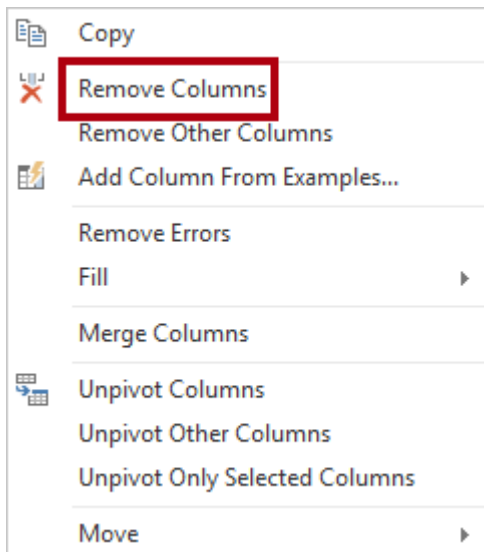 Copy
Remove Columns
Remove Other Columns
Add Column From Examples...
Remove Errors
Fill
Merge Columns
Unpivot Columns
Unpivot Other Columns
Unpivot Only Selected Columns
Move